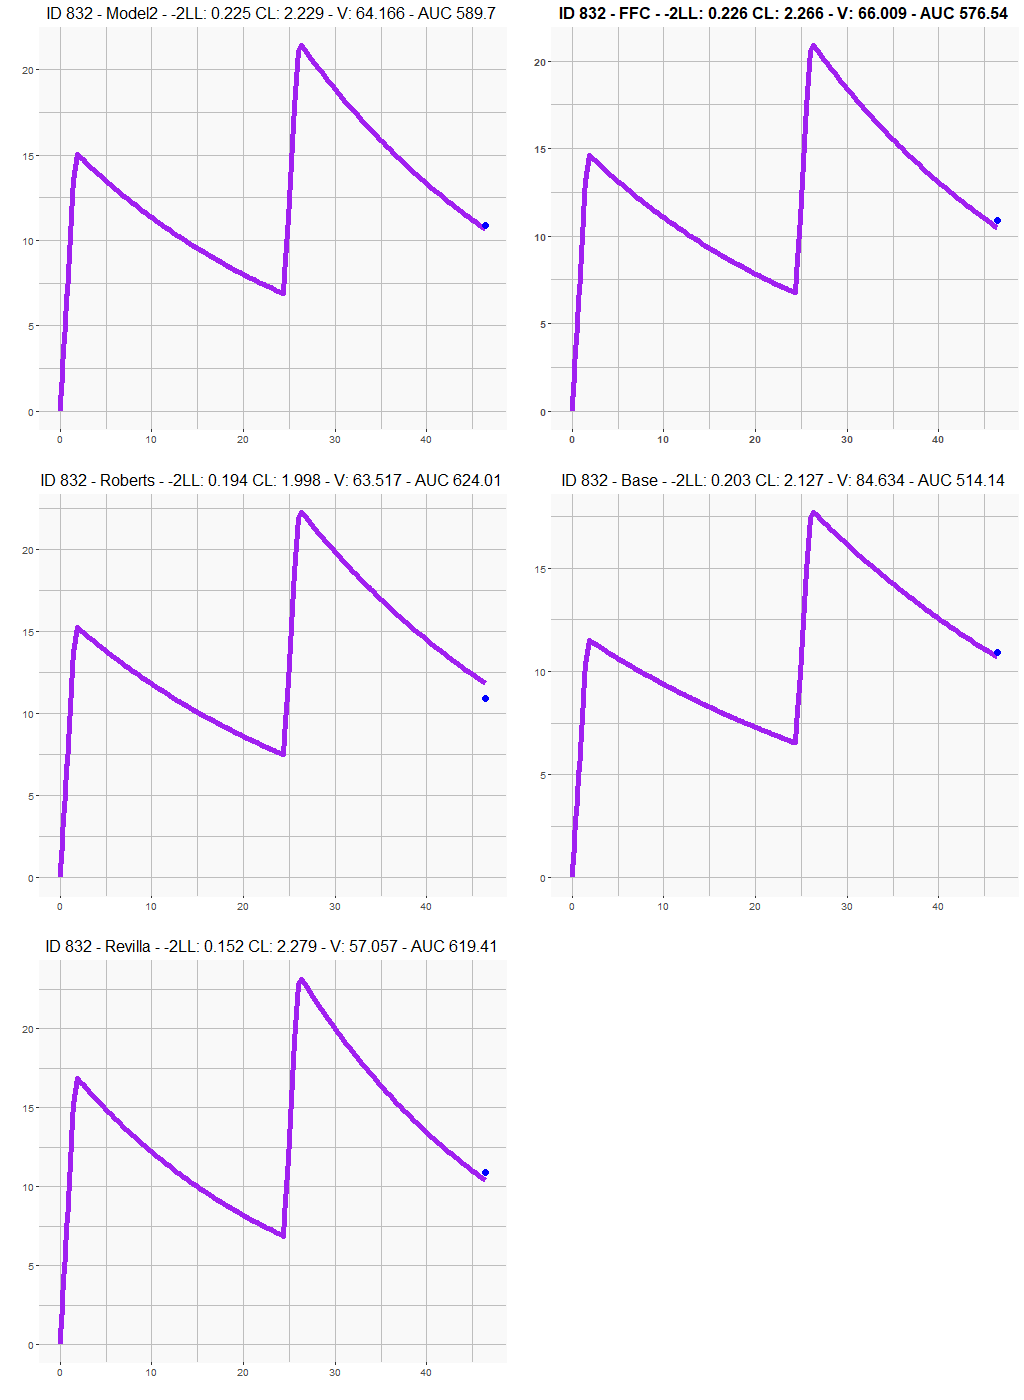 ID 832 - Model2 - -2LL: 0.225 CL: 2.229 - V: 64.166 - AUC 589.7
20
15
10
5
0
0 10 20 30 40
ID 832 - FFC - -2LL: 0.226 CL: 2.266 - V: 66.009 - AUC 576.54
20
15
10
5
0
0 10 20 30 40
ID 832 - Roberts - -2LL: 0.194 CL: 1.998 - V: 63.517 - AUC 624.01
20
15
10
5
0
0 10 20 30 40
ID 832 - Base - -2LL: 0.203 CL: 2.127 - V: 84.634 - AUC 514.14
15
10
5
0
0 10 20 30 40
ID 832 - Revilla - -2LL: 0.152 CL: 2.279 - V: 57.057 - AUC 619.41
20
15
10
5
0
0 10 20 30 40